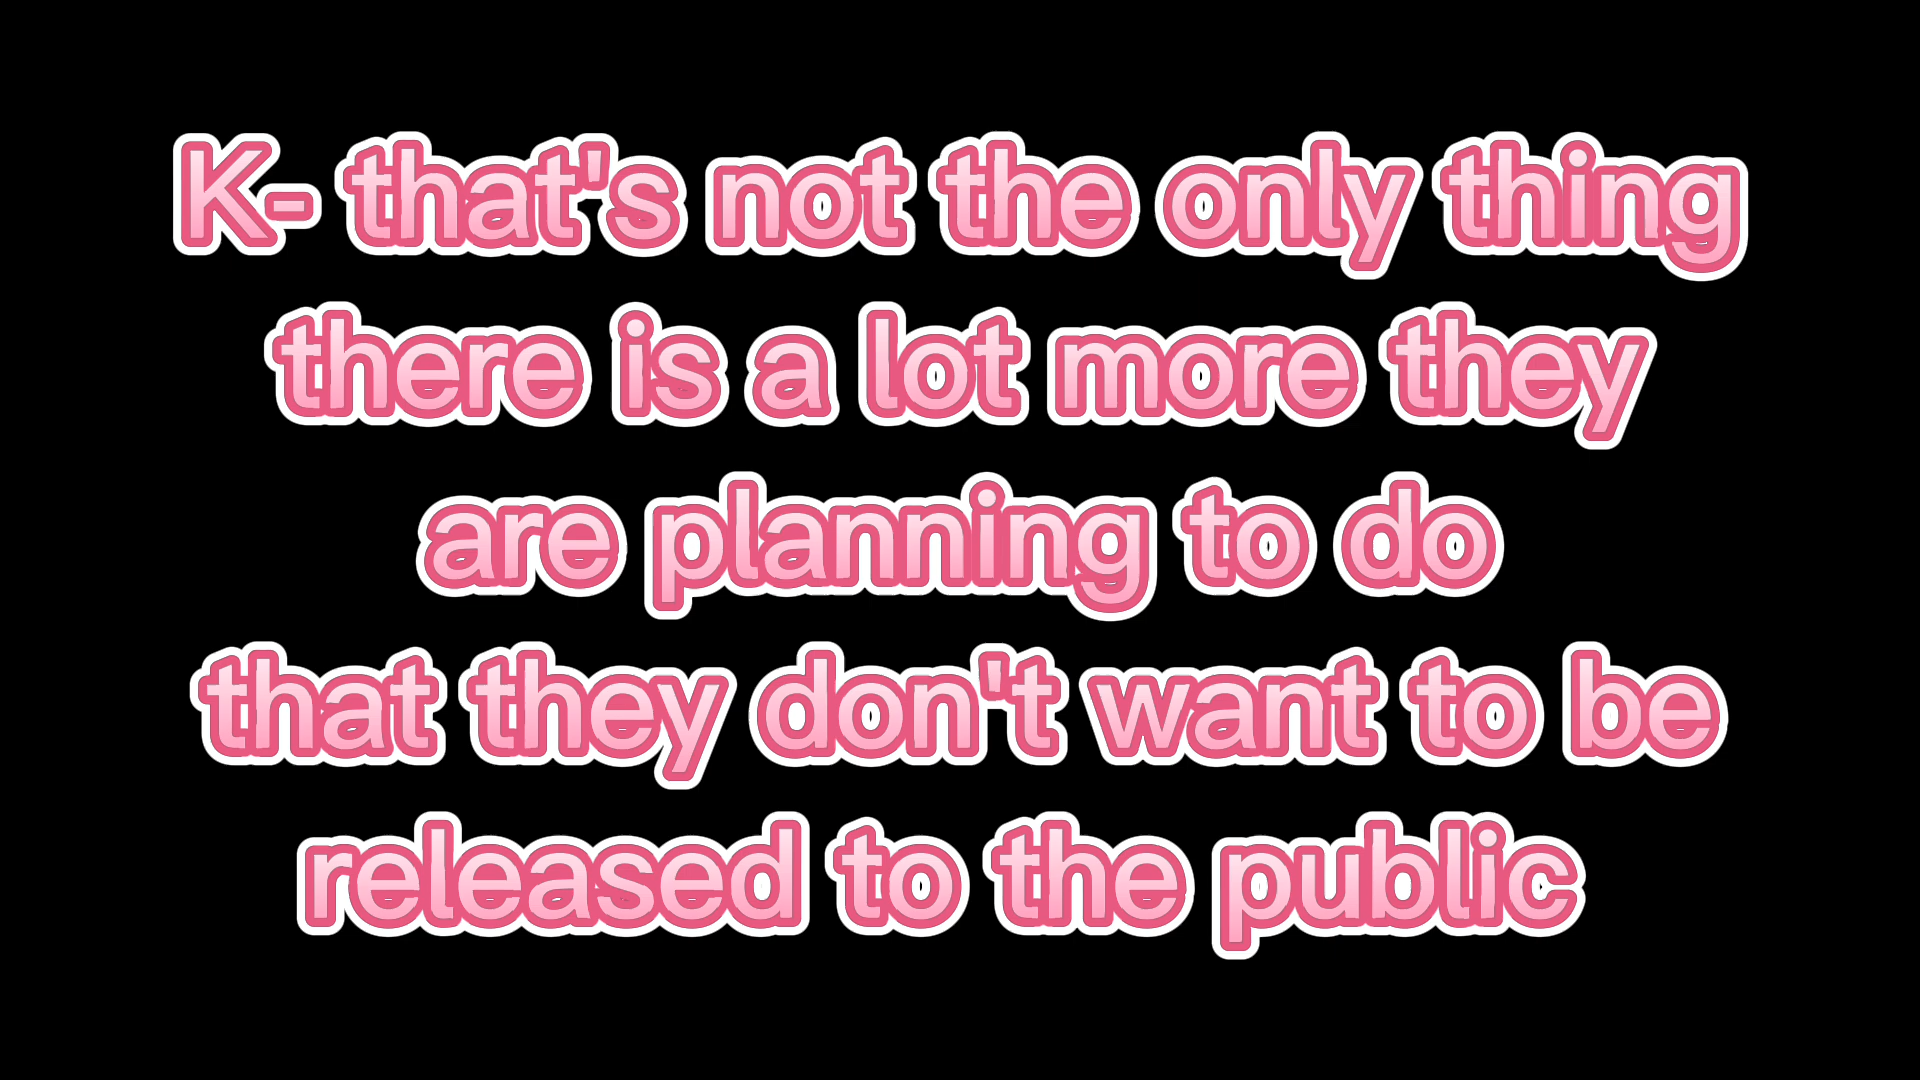 K- that's not the only thing
there is a lot more they
are planning to do
that they don't want to be
released to the public